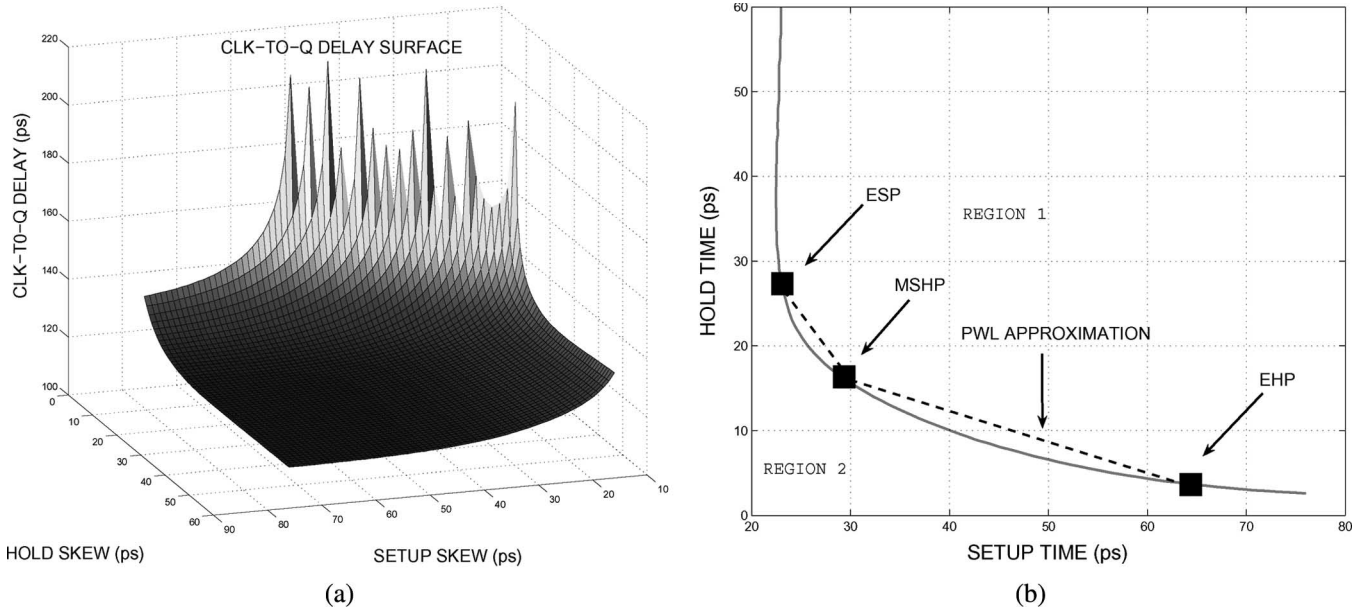 CLK−TO−Q DELAY SURFACE
CLK−T0−Q DELAY (ps)
220
200
180
160
140
120
100
0
10
20
30
40
50
60
90
80
70
60
50
40
30
20
10
HOLD SKEW (ps)
SETUP SKEW (ps)
(a)
60
50
40
30
20
10
0
HOLD TIME (ps)
ESP
REGION 1
MSHP
PWL APPROXIMATION
EHP
REGION 2
20
30
40
50
60
70
80
SETUP TIME (ps)
(b)